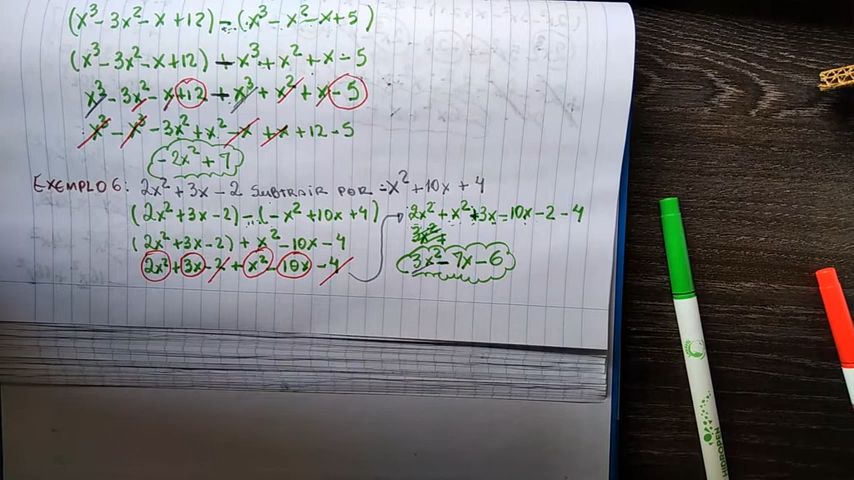 (x³-3x²-x+12)-(x³-x²-x+5)
(x³-3x²-x+12)-x³+x²+x-5
x³-3x²-x+12-x³+x²+x-5
x³-x³-3x²+x²-x+x+12-5
-2x²+7
EXEMPLO 6: 2x²+3x-2 SUBTRAIR POR -x²+10x+4
(2x²+3x-2)-(-x²+10x+4)
(2x²+3x-2)+x²-10x-4
2x²+3x-2+x²-10x-4
2x²+x²+3x-10x-2-4
3x²-7x-6
HIDROPEN